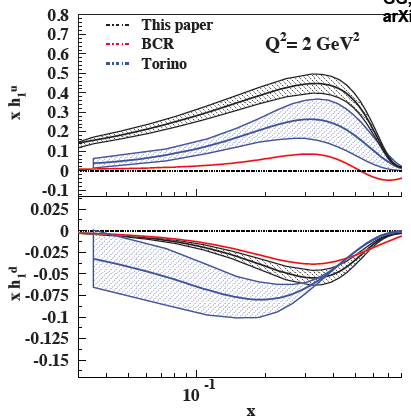 GC,
arXi
0.8
0.7
0.6
0.5
0.4
0.3
0.2
0.1
0
-0.1
x h₁ᵘ
This paper
BCR
Torino
Q²= 2 GeV²
0.025
0
-0.025
-0.05
-0.075
-0.1
-0.125
-0.15
x h₁ᵈ
10⁻¹
x